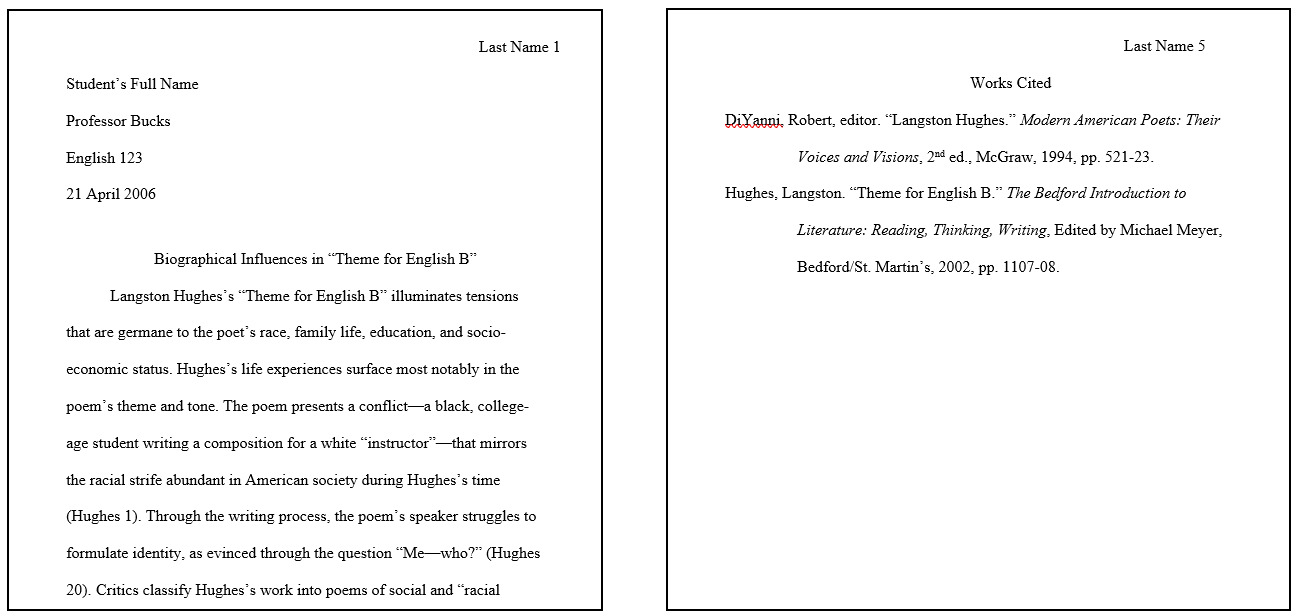 Last Name 1
Student’s Full Name
Professor Bucks
English 123
21 April 2006
Biographical Influences in “Theme for English B”
Langston Hughes’s “Theme for English B” illuminates tensions
that are germane to the poet’s race, family life, education, and socio-
economic status. Hughes’s life experiences surface most notably in the
poem’s theme and tone. The poem presents a conflict—a black, college-
age student writing a composition for a white “instructor”—that mirrors
the racial strife abundant in American society during Hughes’s time
(Hughes 1). Through the writing process, the poem’s speaker struggles to
formulate identity, as evinced through the question “Me—who?” (Hughes
20). Critics classify Hughes’s work into poems of social and “racial
Last Name 5
Works Cited
DiYanni, Robert, editor. “Langston Hughes.” Modern American Poets: Their
Voices and Visions, 2nd ed., McGraw, 1994, pp. 521-23.
Hughes, Langston. “Theme for English B.” The Bedford Introduction to
Literature: Reading, Thinking, Writing, Edited by Michael Meyer,
Bedford/St. Martin’s, 2002, pp. 1107-08.